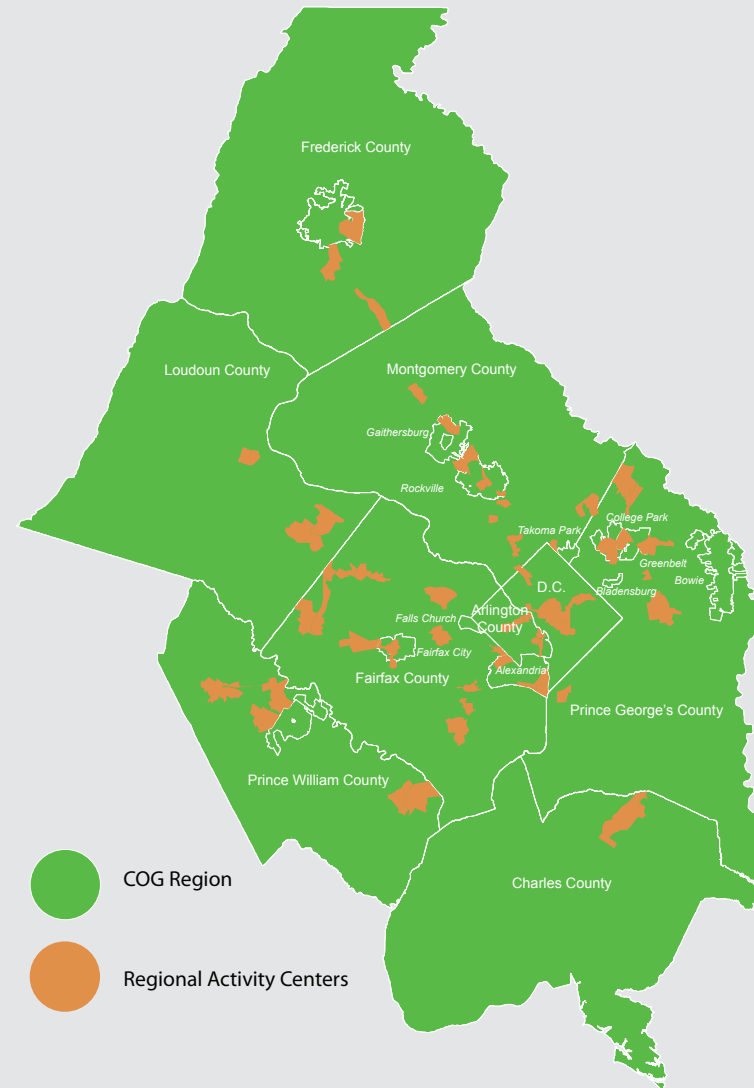 Frederick County
Loudoun County
Montgomery County
Gaithersburg
Rockville
Takoma Park
College Park
Greenbelt
Bladensburg
Bowie
D.C.
Falls Church
Arlington
County
Fairfax City
Alexandria
Fairfax County
Prince George's County
Prince William County
Charles County
COG Region
Regional Activity Centers